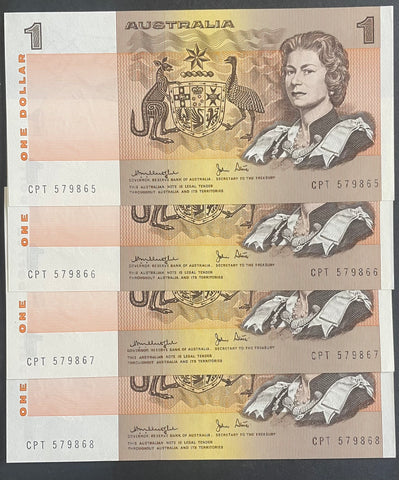 1 AUSTRALIA 1
ONE DOLLAR
GOVERNOR, RESERVE BANK OF AUSTRALIA. SECRETARY TO THE TREASURY
THIS AUSTRALIAN NOTE IS LEGAL TENDER
THROUGHOUT AUSTRALIA AND ITS TERRITORIES
CPT 579865 CPT 579865
ONE
GOVERNOR, RESERVE BANK OF AUSTRALIA. SECRETARY TO THE TREASURY
THIS AUSTRALIAN NOTE IS LEGAL TENDER
THROUGHOUT AUSTRALIA AND ITS TERRITORIES
CPT 579866 CPT 579866
ONE
GOVERNOR, RESERVE BANK OF AUSTRALIA. SECRETARY TO THE TREASURY
THIS AUSTRALIAN NOTE IS LEGAL TENDER
THROUGHOUT AUSTRALIA AND ITS TERRITORIES
CPT 579867 CPT 579867
ONE
GOVERNOR, RESERVE BANK OF AUSTRALIA. SECRETARY TO THE TREASURY
THIS AUSTRALIAN NOTE IS LEGAL TENDER
THROUGHOUT AUSTRALIA AND ITS TERRITORIES
CPT 579868 CPT 579868